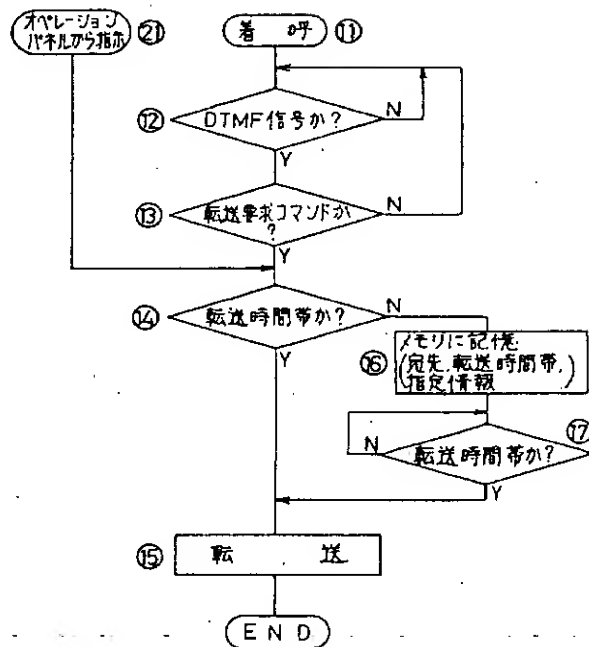 オペレーション
パネルから指示
㉑
着 呼
⑪
⑫
DTMF信号か?
N
Y
⑬
転送要求コマンドか
?
N
Y
⑭
転送時間帯か?
N
Y
⑯
メモリに記憶
(宛先,転送時間帯,)
指定情報
⑰
転送時間帯か?
N
Y
⑮
転 送
END